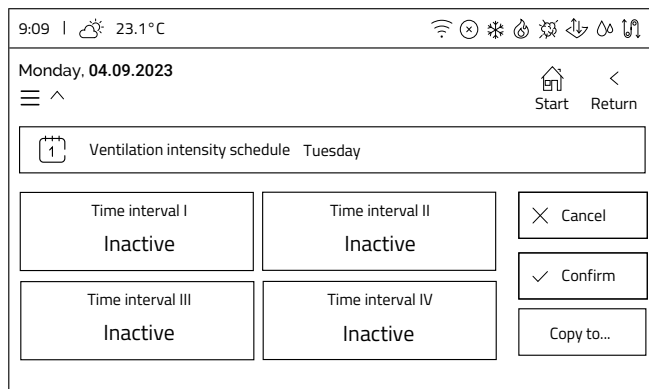 9:09 | 23.1°C
Monday, 04.09.2023
Start Return
1 Ventilation intensity schedule Tuesday
Time interval I
Inactive
Time interval II
Inactive
Cancel
Time interval III
Inactive
Time interval IV
Inactive
Confirm
Copy to...